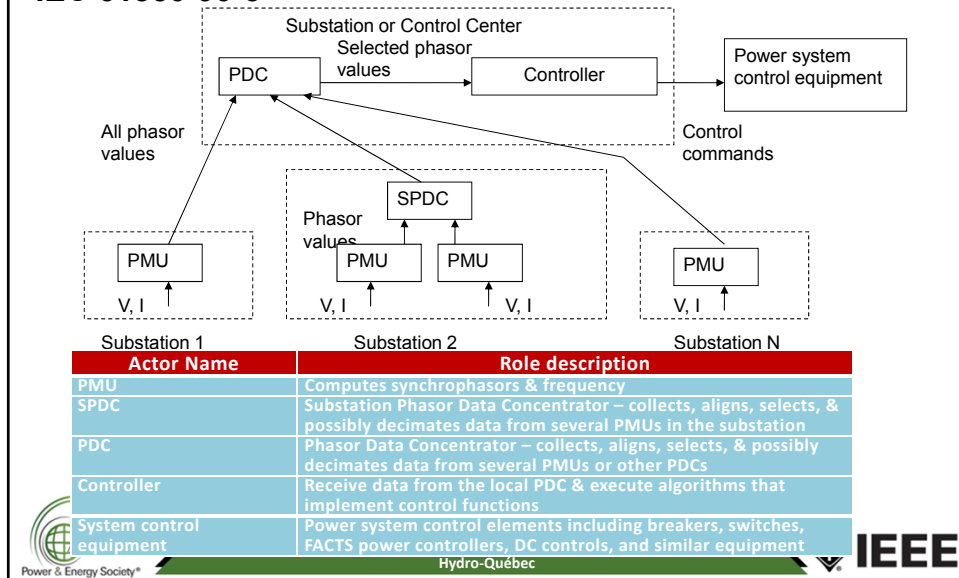 Substation or Control Center
Selected phasor
values
PDC
Controller
Power system
control equipment
All phasor
values
Control
commands
SPDC
Phasor
values
PMU
PMU
PMU
PMU
V, I
V, I
V, I
V, I
Substation 1
Substation 2
Substation N
Actor Name
Role description
PMU
Computes synchrophasors & frequency
SPDC
Substation Phasor Data Concentrator – collects, aligns, selects, &
possibly decimates data from several PMUs in the substation
PDC
Phasor Data Concentrator – collects, aligns, selects, & possibly
decimates data from several PMUs or other PDCs
Controller
Receive data from the local PDC & execute algorithms that
implement control functions
System control
equipment
Power system control elements including breakers, switches,
FACTS power controllers, DC controls, and similar equipment
Hydro-Québec
Power & Energy Society®
IEEE